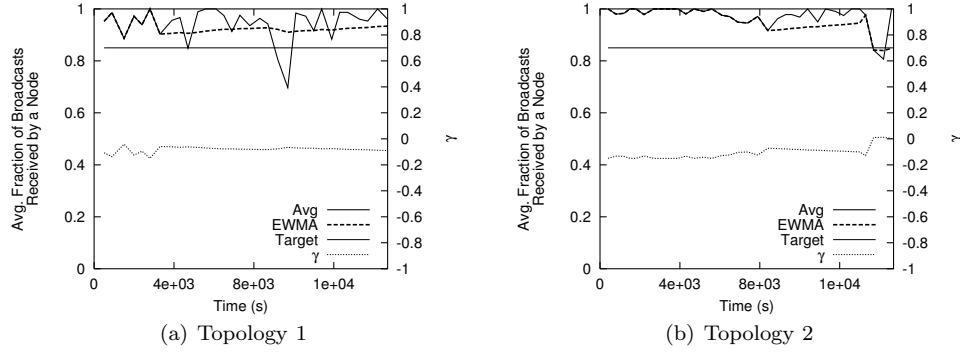 Avg. Fraction of Broadcasts
Received by a Node
1
0.8
0.6
0.4
0.2
0
1
0.8
0.6
0.4
0.2
0
-0.2
-0.4
-0.6
-0.8
-1
γ
Avg
EWMA
Target
γ
0
4e+03
8e+03
1e+04
Time (s)
(a) Topology 1
Avg. Fraction of Broadcasts
Received by a Node
1
0.8
0.6
0.4
0.2
0
1
0.8
0.6
0.4
0.2
0
-0.2
-0.4
-0.6
-0.8
-1
γ
Avg
EWMA
Target
γ
0
4e+03
8e+03
1e+04
Time (s)
(b) Topology 2